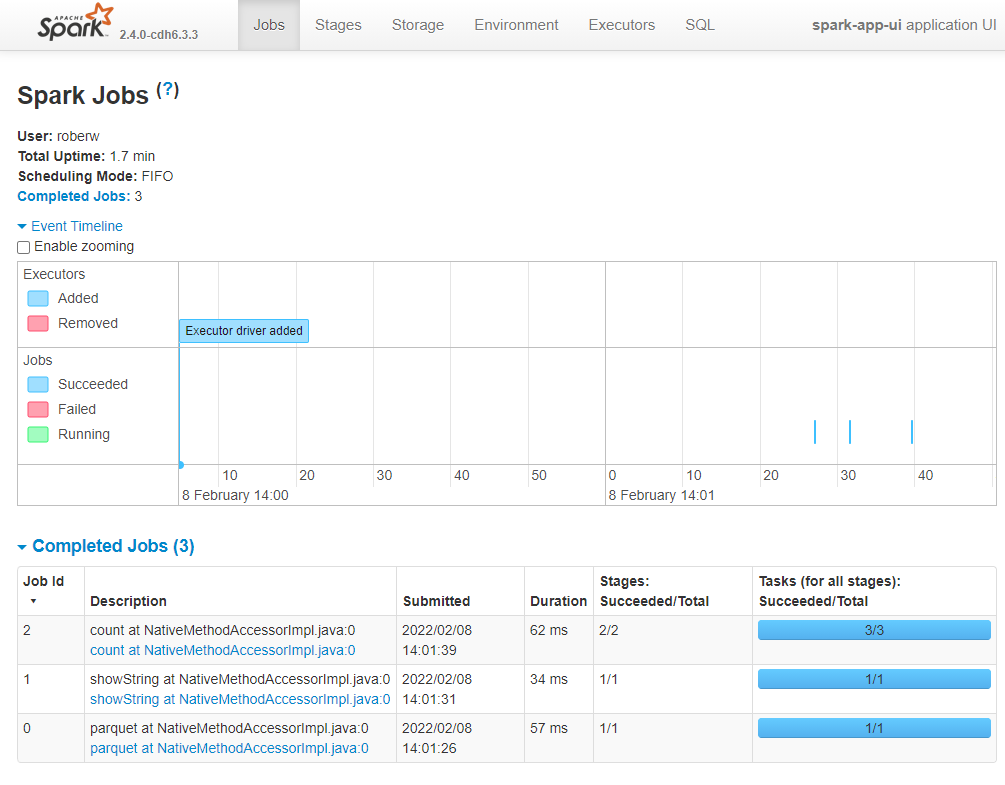 APACHE
Spark 2.4.0-cdh6.3.3 Jobs Stages Storage Environment Executors SQL spark-app-ui application UI
Spark Jobs (?)
User: roberw
Total Uptime: 1.7 min
Scheduling Mode: FIFO
Completed Jobs: 3
Event Timeline
Enable zooming
Executors
Added
Removed
Executor driver added
Jobs
Succeeded
Failed
Running
10 20 30 40 50 0 10 20 30 40
8 February 14:00 8 February 14:01
Completed Jobs (3)
Job Id Description Submitted Duration Stages: Succeeded/Total Tasks (for all stages): Succeeded/Total
2 count at NativeMethodAccessorImpl.java:0 2022/02/08 62 ms 2/2 3/3
count at NativeMethodAccessorImpl.java:0 14:01:39
1 showString at NativeMethodAccessorImpl.java:0 2022/02/08 34 ms 1/1 1/1
showString at NativeMethodAccessorImpl.java:0 14:01:31
0 parquet at NativeMethodAccessorImpl.java:0 2022/02/08 57 ms 1/1 1/1
parquet at NativeMethodAccessorImpl.java:0 14:01:26